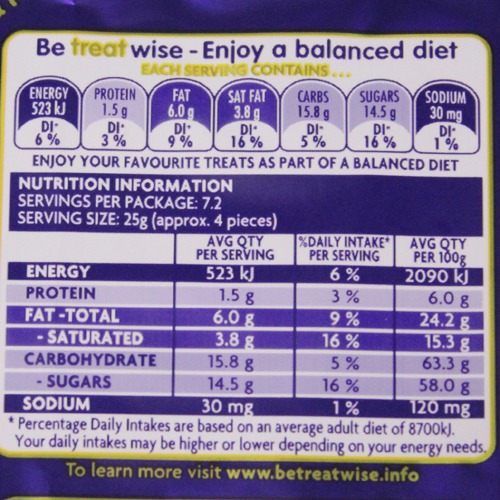 Be treat wise - Enjoy a balanced diet
EACH SERVING CONTAINS...
ENERGY PROTEIN FAT SAT FAT CARBS SUGARS SODIUM
523 kJ 1.5 g 6.0 g 3.8 g 15.8 g 14.5 g 30 mg
DI* DI* DI* DI* DI* DI* DI*
6 % 3 % 9 % 16 % 5 % 16 % 1 %
ENJOY YOUR FAVOURITE TREATS AS PART OF A BALANCED DIET
NUTRITION INFORMATION
SERVINGS PER PACKAGE: 7.2
SERVING SIZE: 25g (approx. 4 pieces)
AVG QTY %DAILY INTAKE* AVG QTY
PER SERVING PER SERVING PER 100g
ENERGY 523 kJ 6 % 2090 kJ
PROTEIN 1.5 g 3 % 6.0 g
FAT -TOTAL 6.0 g 9 % 24.2 g
- SATURATED 3.8 g 16 % 15.3 g
CARBOHYDRATE 15.8 g 5 % 63.3 g
- SUGARS 14.5 g 16 % 58.0 g
SODIUM 30 mg 1 % 120 mg
* Percentage Daily Intakes are based on an average adult diet of 8700kJ.
Your daily intakes may be higher or lower depending on your energy needs.
To learn more visit www.betreatwise.info